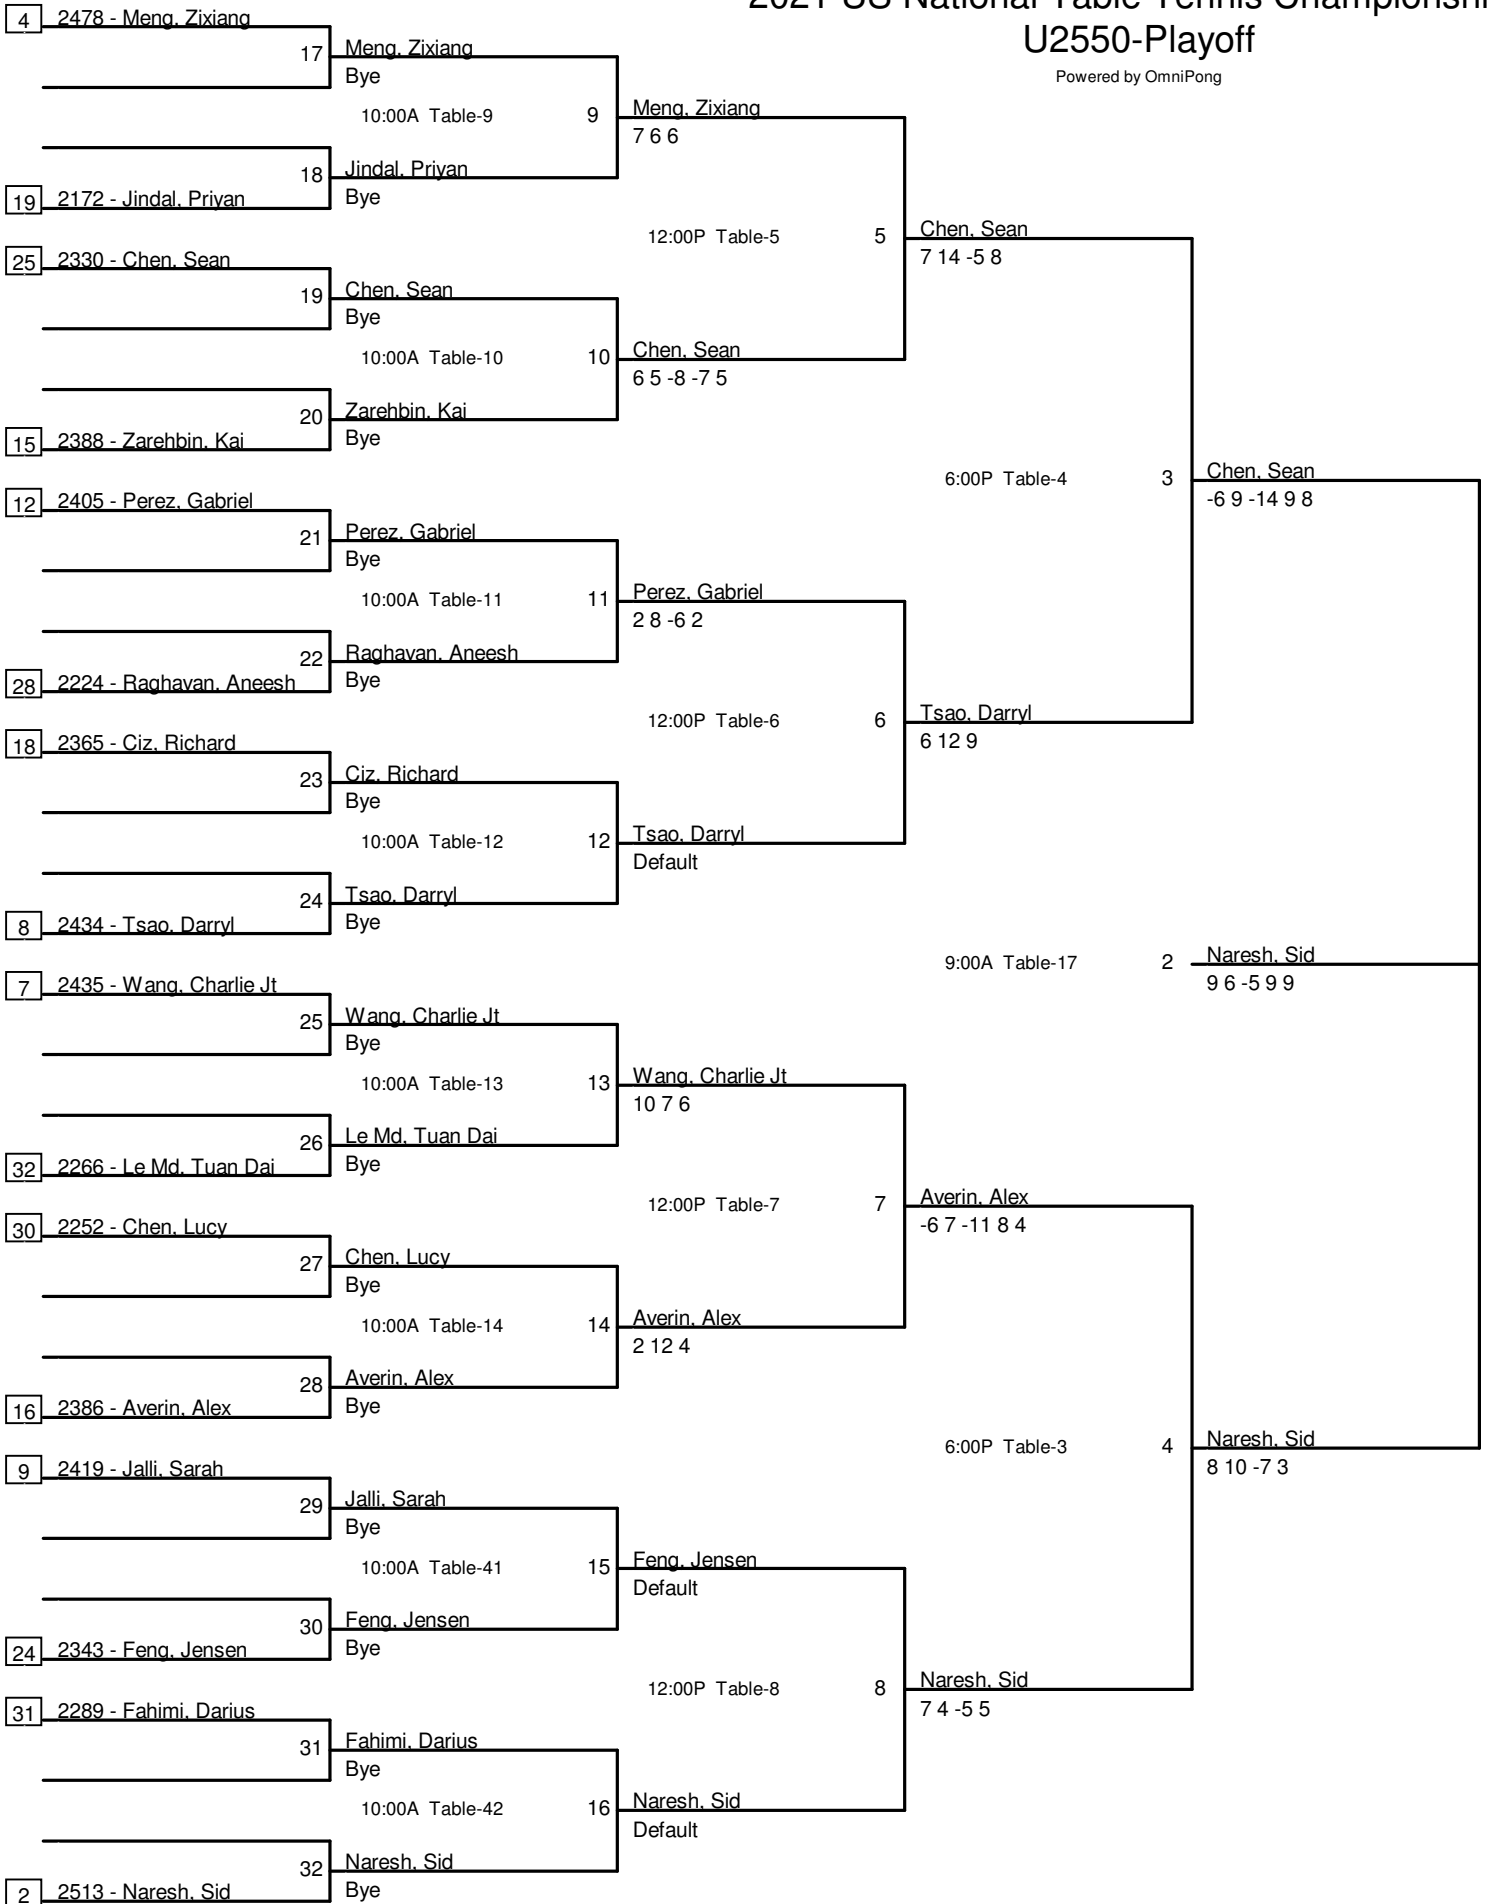 2021 US National Table Tennis Championshi
U2550-Playoff
Powered by OmniPong
4 2478 - Meng, Zixiang
17 Meng, Zixiang
Bye
10:00A Table-9 9 Meng, Zixiang
7 6 6
18 Jindal, Priyan
19 2172 - Jindal, Priyan Bye
12:00P Table-5 5 Chen, Sean
7 14 -5 8
25 2330 - Chen, Sean
19 Chen, Sean
Bye
10:00A Table-10 10 Chen, Sean
6 5 -8 -7 5
20 Zarehbin, Kai
15 2388 - Zarehbin, Kai Bye
6:00P Table-4 3 Chen, Sean
-6 9 -14 9 8
12 2405 - Perez, Gabriel
21 Perez, Gabriel
Bye
10:00A Table-11 11 Perez, Gabriel
2 8 -6 2
22 Raghavan, Aneesh
28 2224 - Raghavan, Aneesh Bye
12:00P Table-6 6 Tsao, Darryl
6 12 9
18 2365 - Ciz, Richard
23 Ciz, Richard
Bye
10:00A Table-12 12 Tsao, Darryl
Default
24 Tsao, Darryl
8 2434 - Tsao, Darryl Bye
9:00A Table-17 2 Naresh, Sid
9 6 -5 9 9
7 2435 - Wang, Charlie Jt
25 Wang, Charlie Jt
Bye
10:00A Table-13 13 Wang, Charlie Jt
10 7 6
26 Le Md, Tuan Dai
32 2266 - Le Md, Tuan Dai Bye
12:00P Table-7 7 Averin, Alex
-6 7 -11 8 4
30 2252 - Chen, Lucy
27 Chen, Lucy
Bye
10:00A Table-14 14 Averin, Alex
2 12 4
28 Averin, Alex
16 2386 - Averin, Alex Bye
6:00P Table-3 4 Naresh, Sid
8 10 -7 3
9 2419 - Jalli, Sarah
29 Jalli, Sarah
Bye
10:00A Table-41 15 Feng, Jensen
Default
30 Feng, Jensen
24 2343 - Feng, Jensen Bye
12:00P Table-8 8 Naresh, Sid
7 4 -5 5
31 2289 - Fahimi, Darius
31 Fahimi, Darius
Bye
10:00A Table-42 16 Naresh, Sid
Default
32 Naresh, Sid
2 2513 - Naresh, Sid Bye